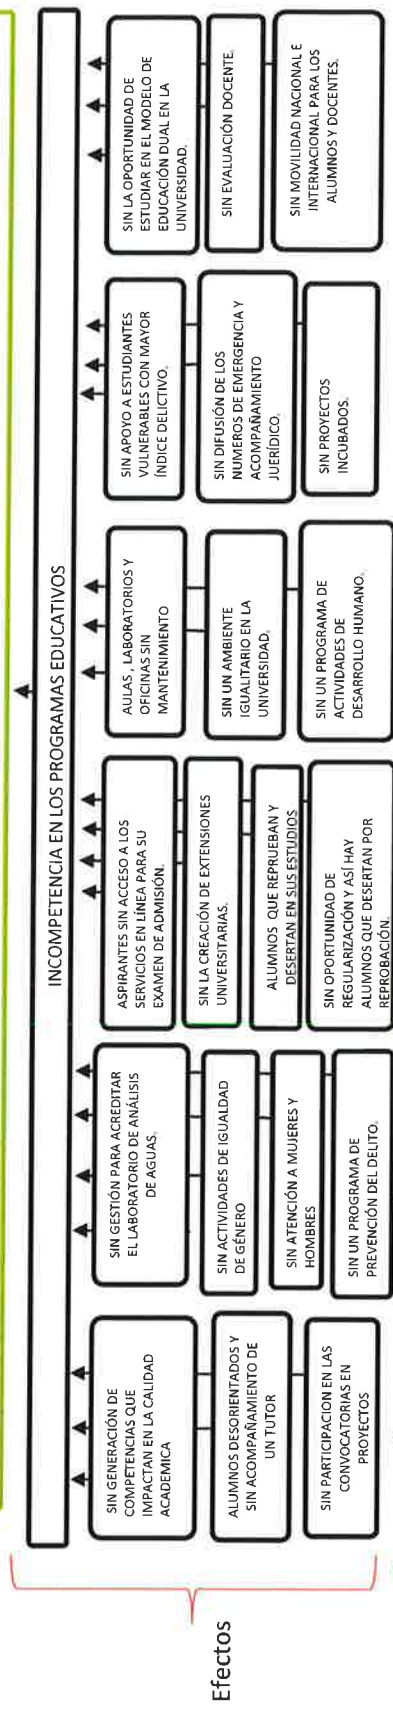 INCOMPETENCIA EN LOS PROGRAMAS EDUCATIVOS
Efectos
SIN GENERACIÓN DE
COMPETENCIAS QUE
IMPACTAN EN LA CALIDAD
ACADEMICA
ALUMNOS DESORIENTADOS Y
SIN ACOMPAÑAMIENTO DE
UN TUTOR
SIN PARTICIPACION EN LAS
CONVOCATORIAS EN
PROYECTOS
SIN GESTIÓN PARA ACREDITAR
EL LABORATORIO DE ANÁLISIS
DE AGUAS.
SIN ACTIVIDADES DE IGUALDAD
DE GÉNERO
SIN ATENCIÓN A MUJERES Y
HOMBRES
SIN UN PROGRAMA DE
PREVENCIÓN DEL DELITO.
ASPIRANTES SIN ACCESO A LOS
SERVICIOS EN LÍNEA PARA SU
EXAMEN DE ADMISIÓN.
SIN LA CREACIÓN DE EXTENSIONES
UNIVERSITARIAS.
ALUMNOS QUE REPRUEBAN Y
DESERTAN EN SUS ESTUDIOS
SIN OPORTUNIDAD DE
REGULARIZACIÓN Y ASÍ HAY
ALUMNOS QUE DESERTAN POR
REPROBACIÓN.
AULAS, LABORATORIOS Y
OFICINAS SIN
MANTENIMIENTO
SIN UN AMBIENTE
IGUALITARIO EN LA
UNIVERSIDAD.
SIN UN PROGRAMA DE
ACTIVIDADES DE
DESARROLLO HUMANO.
SIN APOYO A ESTUDIANTES
VULNERABLES CON MAYOR
ÍNDICE DELICTIVO.
SIN DIFUSIÓN DE LOS
NUMEROS DE EMERGENCIA Y
ACOMPAÑAMIENTO
JUERÍDICO.
SIN PROYECTOS
INCUBADOS.
SIN LA OPORTUNIDAD DE
ESTUDIAR EN EL MODELO DE
EDUCACIÓN DUAL EN LA
UNIVERSIDAD.
SIN EVALUACIÓN DOCENTE.
SIN MOVILIDAD NACIONAL E
INTERNACIONAL PARA LOS
ALUMNOS Y DOCENTES.